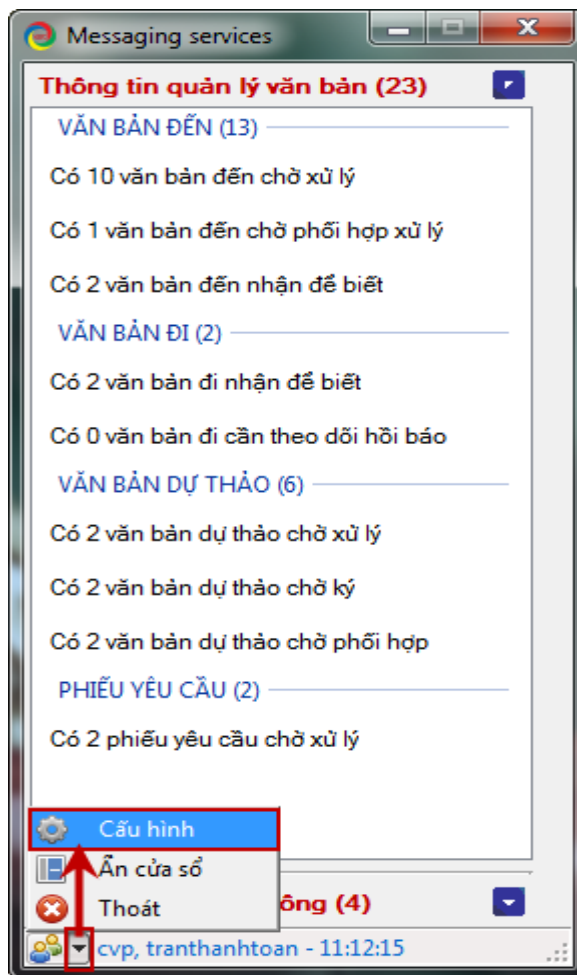 Messaging services
Thông tin quản lý văn bản (23)
VĂN BẢN ĐẾN (13)
Có 10 văn bản đến chờ xử lý
Có 1 văn bản đến chờ phối hợp xử lý
Có 2 văn bản đến nhận để biết
VĂN BẢN ĐI (2)
Có 2 văn bản đi nhận để biết
Có 0 văn bản đi cần theo dõi hồi báo
VĂN BẢN DỰ THẢO (6)
Có 2 văn bản dự thảo chờ xử lý
Có 2 văn bản dự thảo chờ ký
Có 2 văn bản dự thảo chờ phối hợp
PHIẾU YÊU CẦU (2)
Có 2 phiếu yêu cầu chờ xử lý
Cấu hình
Ẩn cửa sổ
Thoát
ông (4)
cvp, tranthanhtoan - 11:12:15